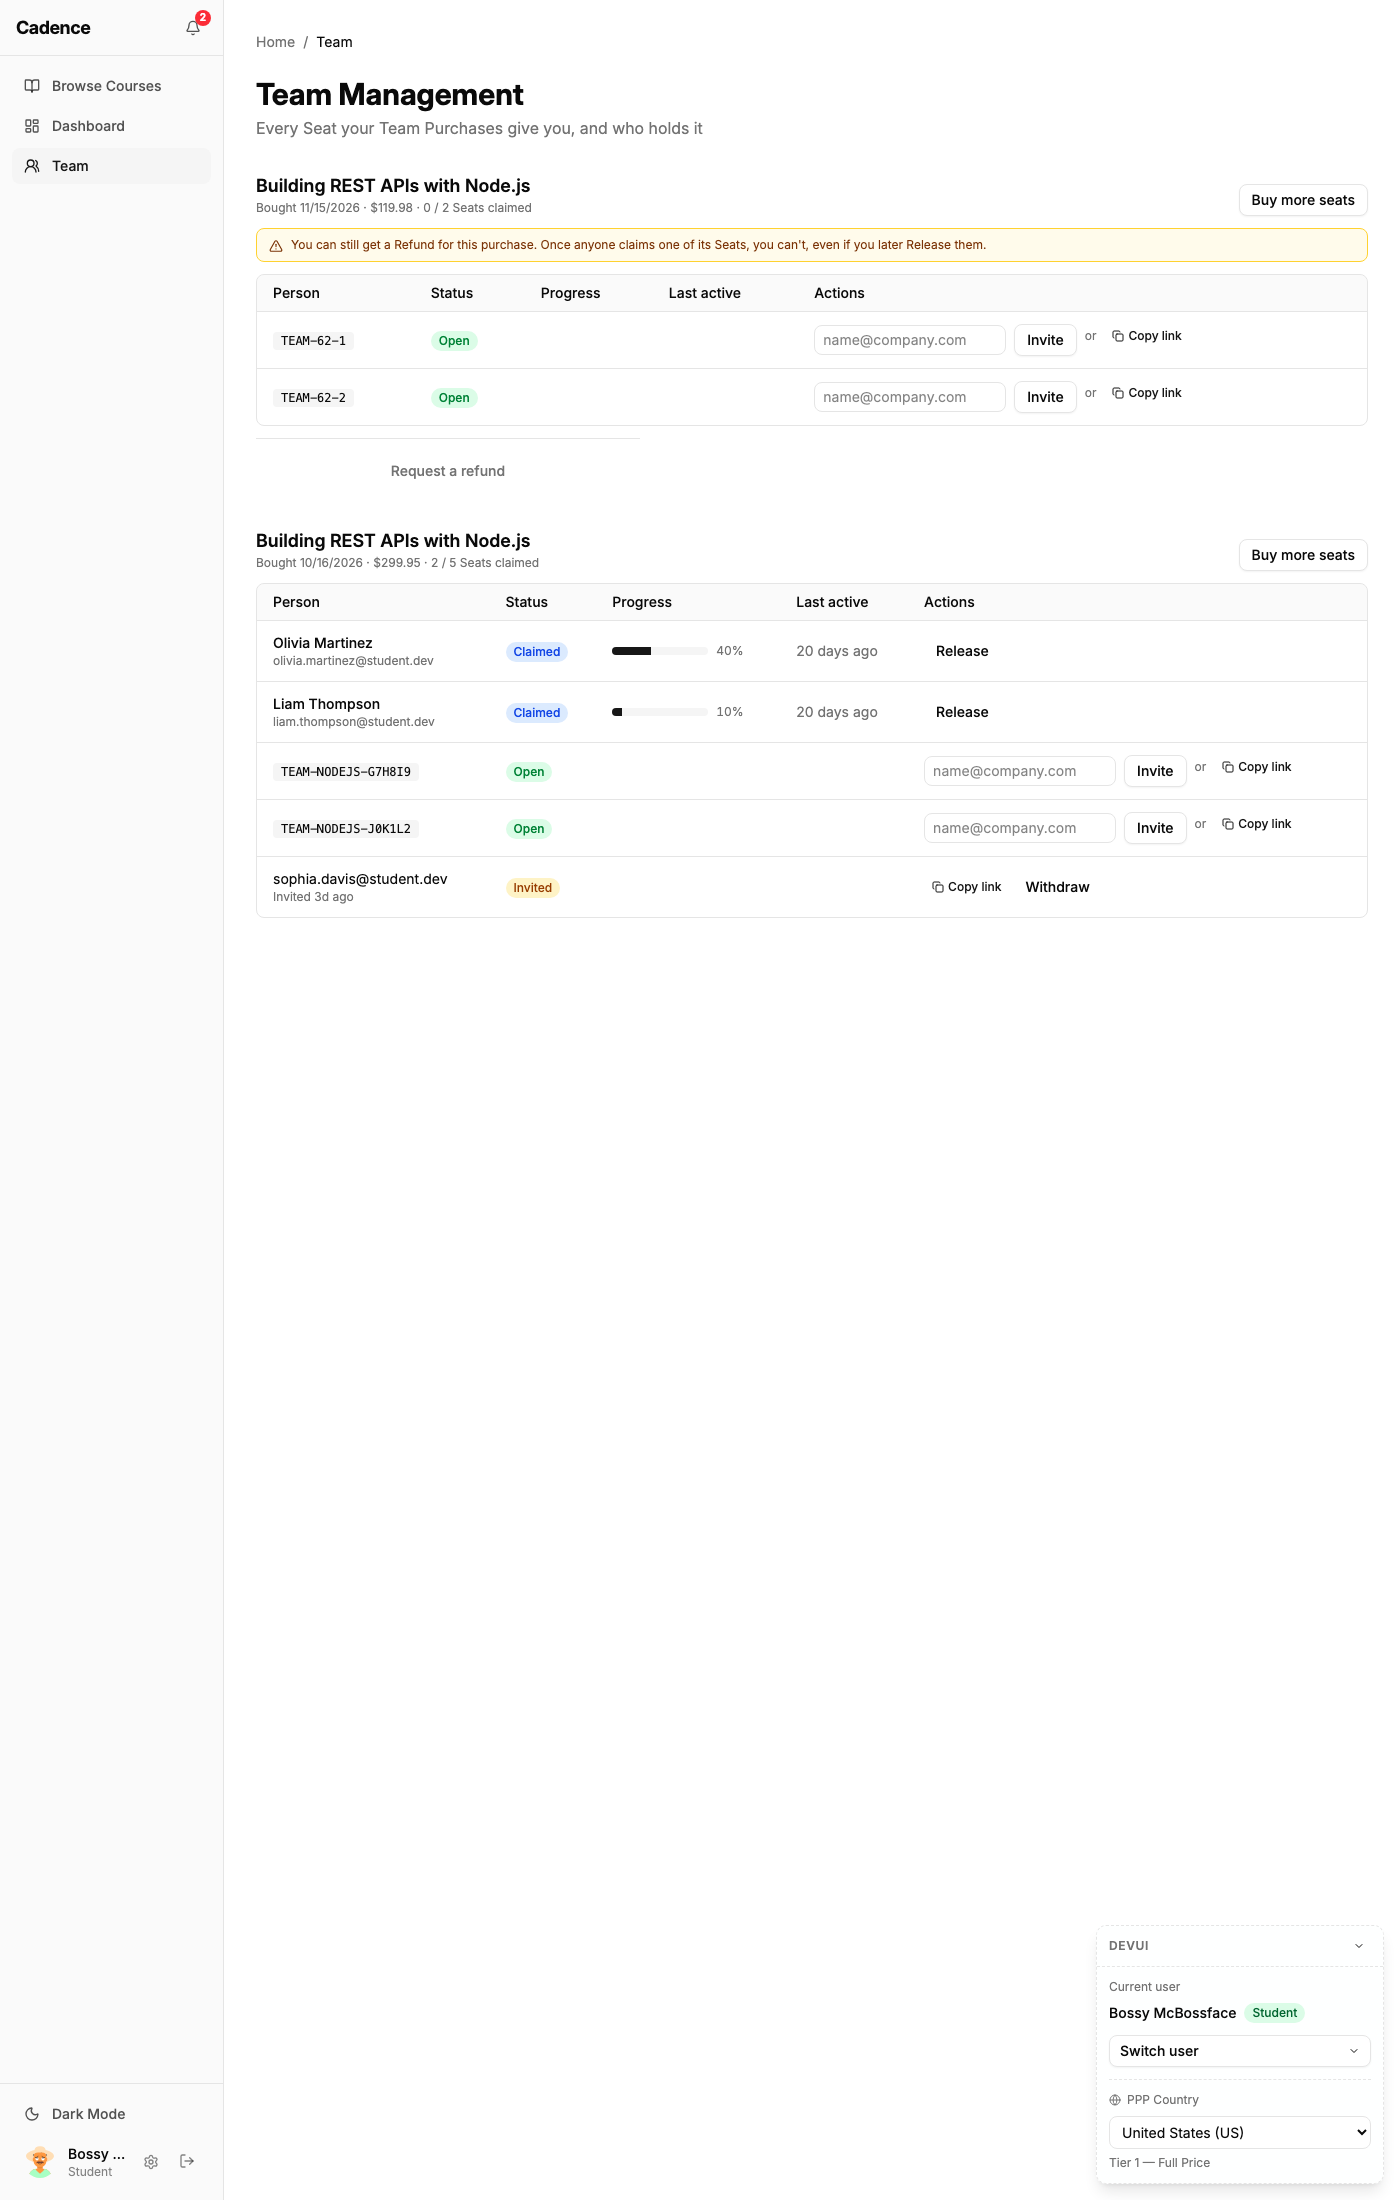 Cadence
2
Browse Courses
Dashboard
Team
Home / Team
Team Management
Every Seat your Team Purchases give you, and who holds it
Building REST APIs with Node.js
Bought 11/15/2026 · $119.98 · 0 / 2 Seats claimed
Buy more seats
You can still get a Refund for this purchase. Once anyone claims one of its Seats, you can't, even if you later Release them.
Person Status Progress Last active Actions
TEAM-62-1 Open name@company.com Invite or Copy link
TEAM-62-2 Open name@company.com Invite or Copy link
Request a refund
Building REST APIs with Node.js
Bought 10/16/2026 · $299.95 · 2 / 5 Seats claimed
Buy more seats
Person Status Progress Last active Actions
Olivia Martinez
olivia.martinez@student.dev
Claimed 40% 20 days ago Release
Liam Thompson
liam.thompson@student.dev
Claimed 10% 20 days ago Release
TEAM-NODEJS-G7H8I9 Open name@company.com Invite or Copy link
TEAM-NODEJS-J0K1L2 Open name@company.com Invite or Copy link
sophia.davis@student.dev
Invited 3d ago
Invited Copy link Withdraw
DEVUI
Current user
Bossy McBossface Student
Switch user
PPP Country
United States (US)
Tier 1 — Full Price
Dark Mode
Bossy ...
Student